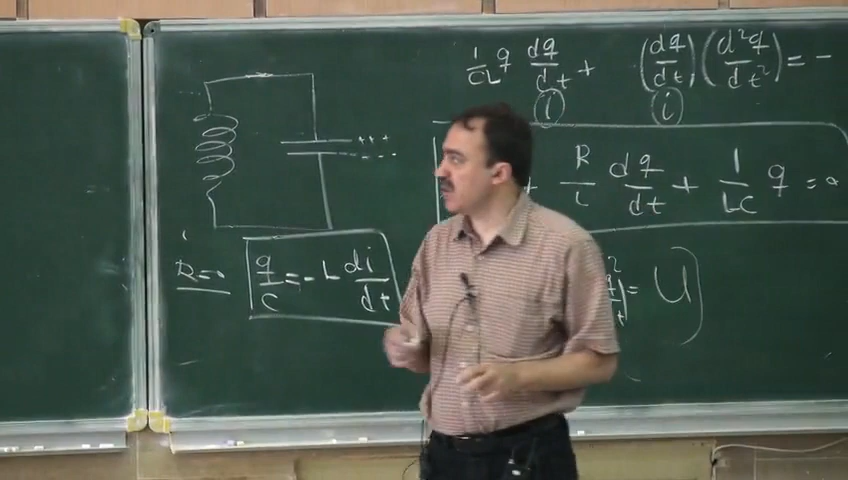 1/CL q dq/dt + (dq/dt)(d²q/dt²) = -
i i
+ R/L dq/dt + 1/LC q = 0
+++
----
R=0
q/C = - L di/dt
= U